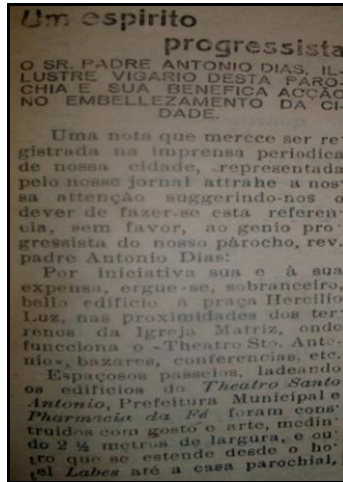 Um espirito
progressista
O SR. PADRE ANTONIO DIAS, IL-
LUSTRE VIGARIO DESTA PARO-
CHIA E SUA BENEFICA ACÇÃO
NO EMBELLEZAMENTO DA CI-
DADE.
Uma nota que merece ser re-
gistrada na imprensa periodica
de nossa cidade, representada
pelo nosso jornal attrahe a nos-
sa attenção suggerindo-nos o
dever de fazer-se esta referen-
cia, sem favor, ao genio pro-
gressista do nosso párocho, rev.
padre Antonio Dias:
Por iniciativa sua e à sua
expensa, ergue-se, sobranceiro,
bello edificio á praça Hercilio
Luz, nas proximidades dos ter-
renos da Igreja Matriz, onde
funcciona o «Theatro Sto. Anto-
nio», bazares, conferencias, etc.
Espaçosos passeios, ladeando
os edificios do Theatro Santo
Antonio, Prefeitura Municipal e
Pharmacia da Fé foram cons-
truidos com gosto e arte, medin-
do 2 ½ metros de largura, e ou-
tro que se estende desde o ho-
tel Labes até a casa parochial,